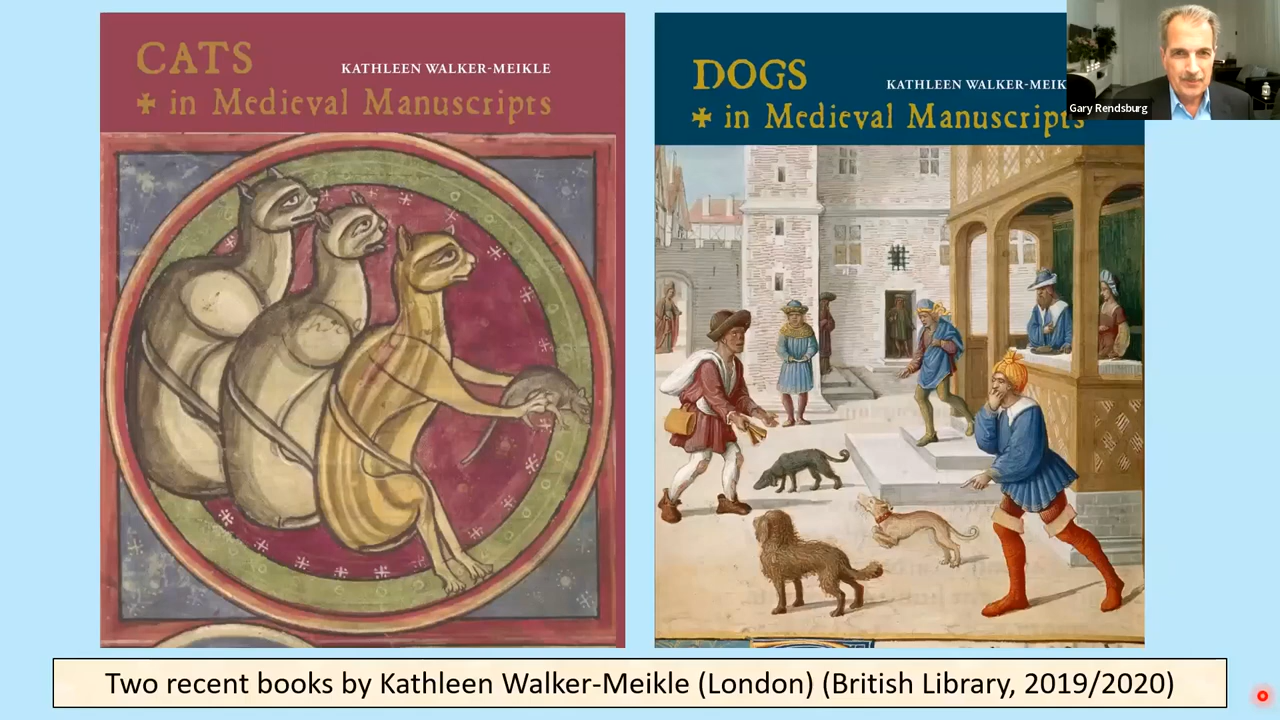 CATS
KATHLEEN WALKER-MEIKLE
✠ in Medieval Manuscripts
DOGS
KATHLEEN WALKER-MEIK
✠ in Medieval Manuscripts
Gary Rendsburg
Two recent books by Kathleen Walker-Meikle (London) (British Library, 2019/2020)